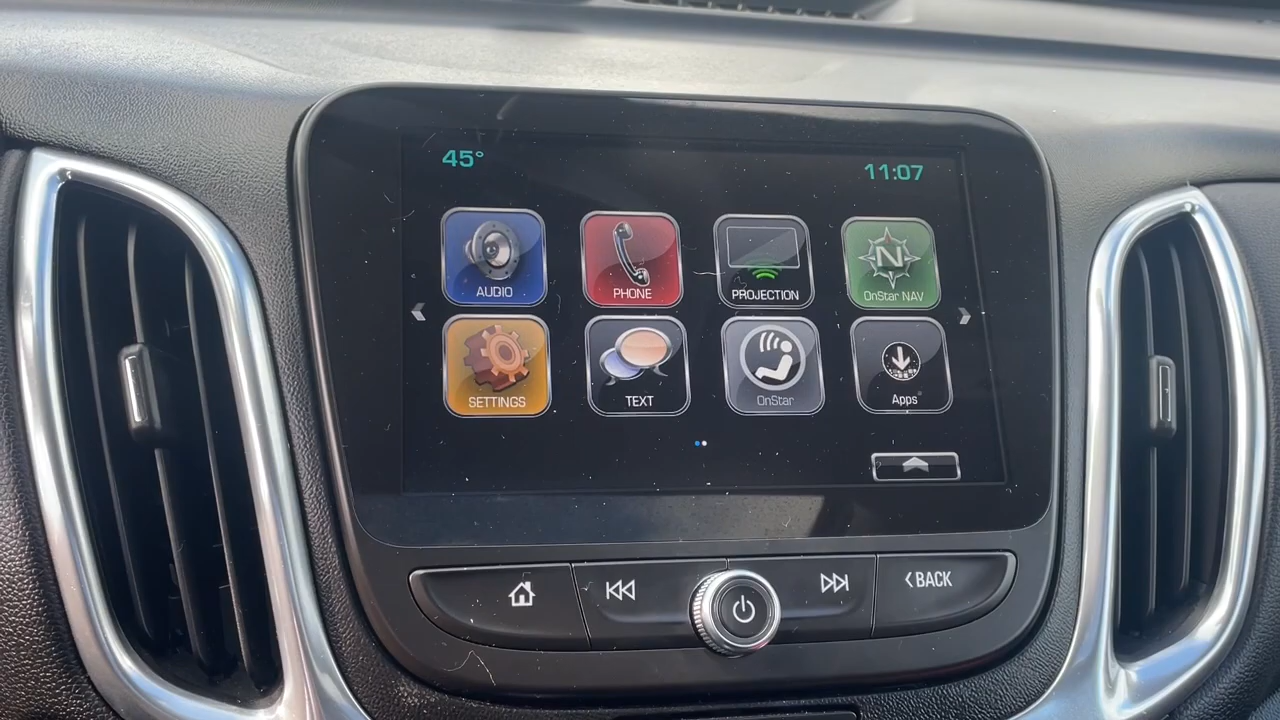 45°
11:07
AUDIO
PHONE
PROJECTION
N
OnStar NAV
SETTINGS
TEXT
OnStar
Apps
BACK